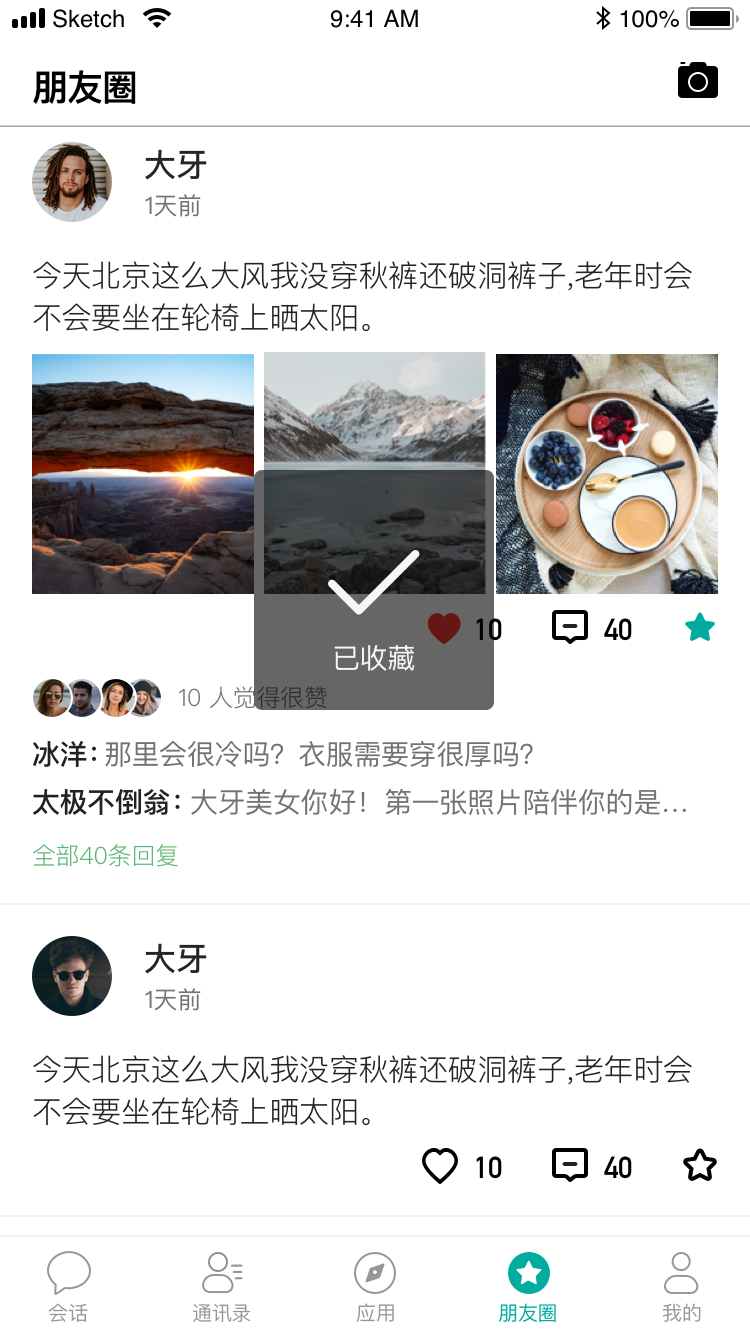 Sketch 9:41 AM 100%
朋友圈
大牙
1天前
今天北京这么大风我没穿秋裤还破洞裤子,老年时会
不会要坐在轮椅上晒太阳。
10 40
已收藏
10 人觉得很赞
冰洋：那里会很冷吗？衣服需要穿很厚吗？
太极不倒翁：大牙美女你好！第一张照片陪伴你的是...
全部40条回复
大牙
1天前
今天北京这么大风我没穿秋裤还破洞裤子,老年时会
不会要坐在轮椅上晒太阳。
10 40
会话 通讯录 应用 朋友圈 我的